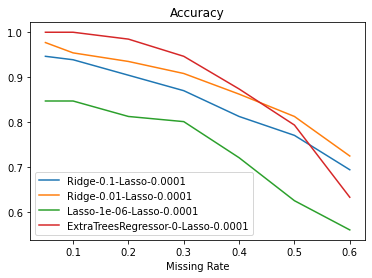 Accuracy
1.0
0.9
0.8
0.7
0.6
Ridge-0.1-Lasso-0.0001
Ridge-0.01-Lasso-0.0001
Lasso-1e-06-Lasso-0.0001
ExtraTreesRegressor-0-Lasso-0.0001
0.1 0.2 0.3 0.4 0.5 0.6
Missing Rate